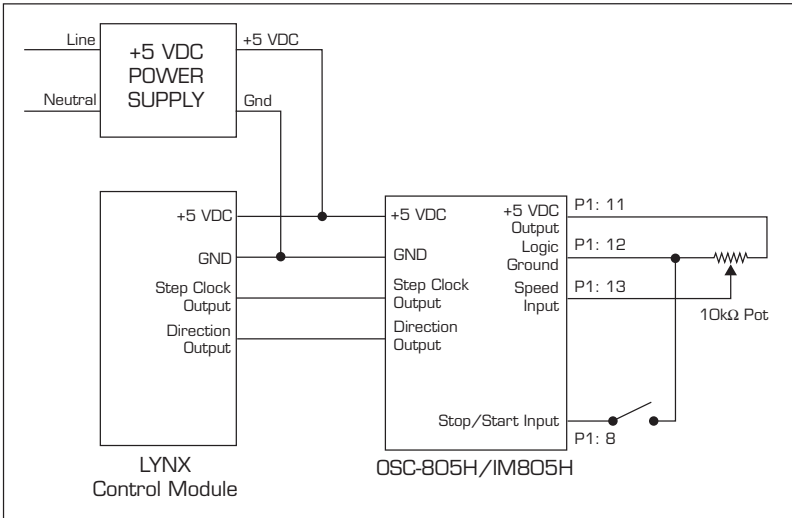 Line
+5 VDC
POWER
SUPPLY
+5 VDC
Neutral
Gnd
+5 VDC
GND
Step Clock
Output
Direction
Output
LYNX
Control Module
+5 VDC
GND
Step Clock
Output
Direction
Output
+5 VDC
Output
Logic
Ground
Speed
Input
Stop/Start Input
OSC-805H/IM805H
P1: 11
P1: 12
P1: 13
10kΩ Pot
P1: 8